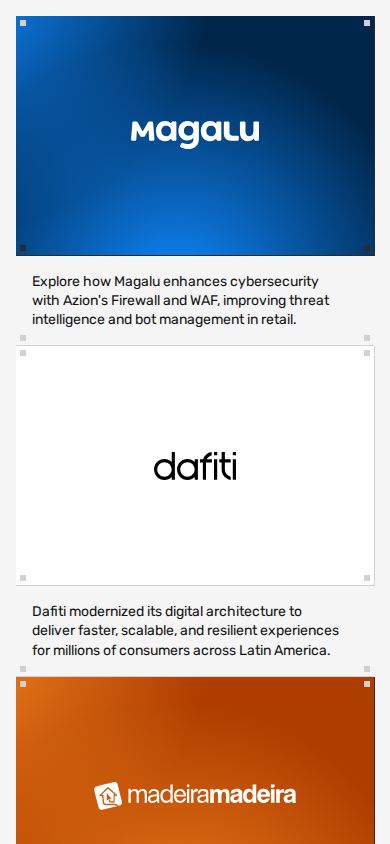 Magalu
Explore how Magalu enhances cybersecurity
with Azion's Firewall and WAF, improving threat
intelligence and bot management in retail.
dafiti
Dafiti modernized its digital architecture to
deliver faster, scalable, and resilient experiences
for millions of consumers across Latin America.
madeiramadeira